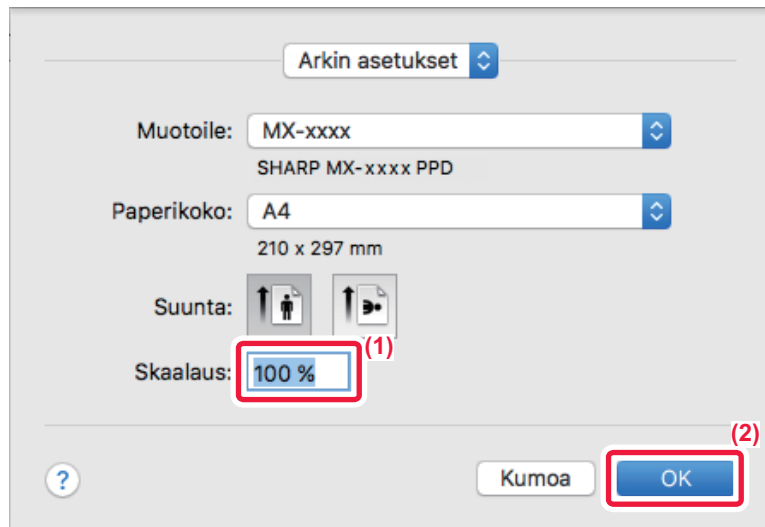 Arkin asetukset
Muotoile: MX-xxxx
SHARP MX-xxxx PPD
Paperikoko: A4
210 x 297 mm
Suunta:
(1)
Skaalaus: 100 %
(2)
? Kumoa OK